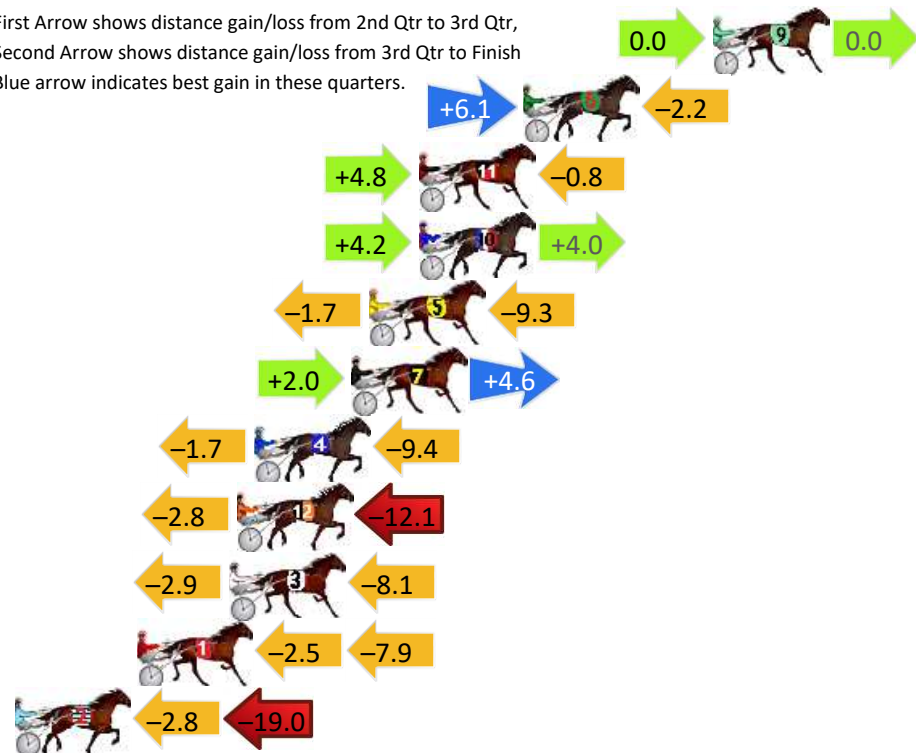 First Arrow shows distance gain/loss from 2nd Qtr to 3rd Qtr,
Second Arrow shows distance gain/loss from 3rd Qtr to Finish
Blue arrow indicates best gain in these quarters.
0.0 9 0.0
+6.1 6 −2.2
+4.8 11 −0.8
+4.2 10 +4.0
−1.7 5 −9.3
+2.0 7 +4.6
−1.7 4 −9.4
−2.8 12 −12.1
−2.9 3 −8.1
1 −2.5 −7.9
2 −2.8 −19.0